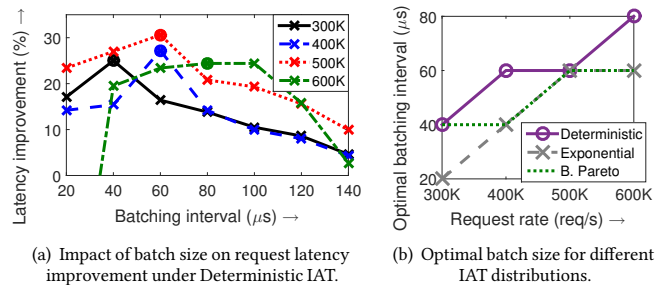 Latency improvement (%) →
30
20
10
0
20 40 60 80 100 120 140
Batching interval (μs) →
300K
400K
500K
600K
Optimal batching interval (μs) →
80
60
40
20
300K 400K 500K 600K
Request rate (req/s) →
Deterministic
Exponential
B. Pareto
(a) Impact of batch size on request latency
improvement under Deterministic IAT.
(b) Optimal batch size for different
IAT distributions.